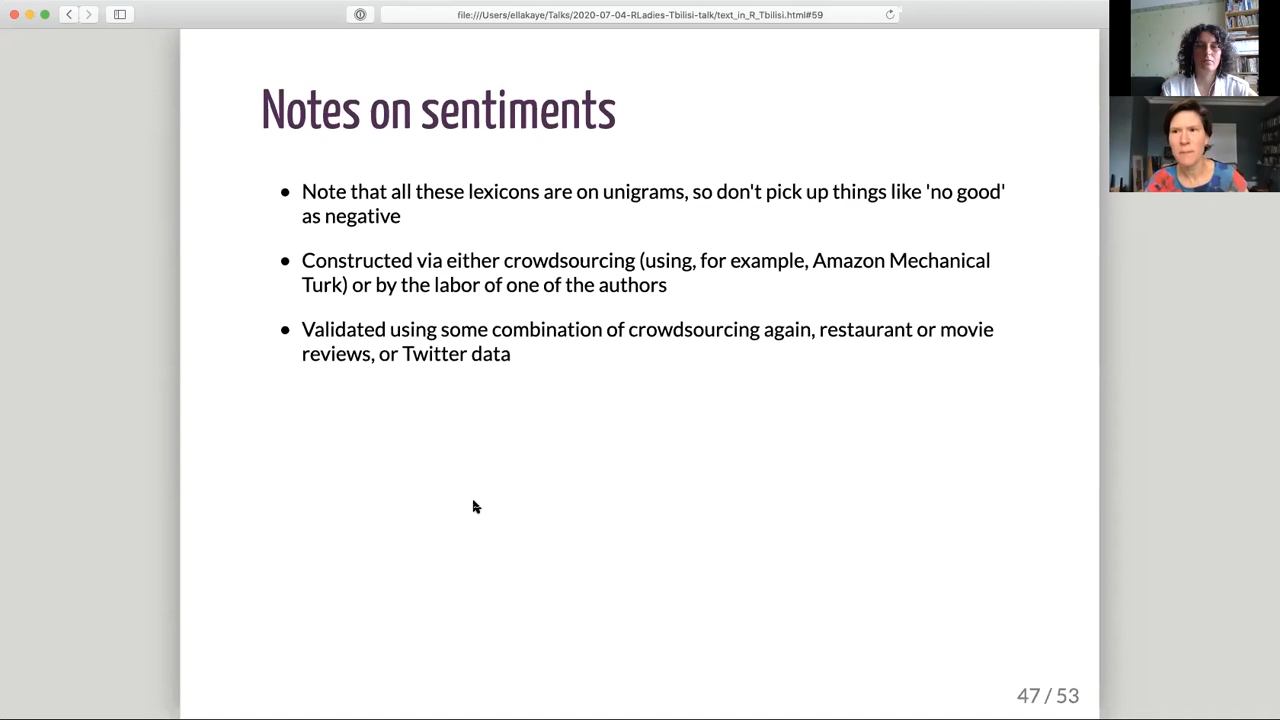 file:///Users/ellakaye/Talks/2020-07-04-RLadies-Tbilisi-talk/text_in_R_Tbilisi.html#59
Notes on sentiments
• Note that all these lexicons are on unigrams, so don't pick up things like 'no good'
as negative
• Constructed via either crowdsourcing (using, for example, Amazon Mechanical
Turk) or by the labor of one of the authors
• Validated using some combination of crowdsourcing again, restaurant or movie
reviews, or Twitter data
47 / 53